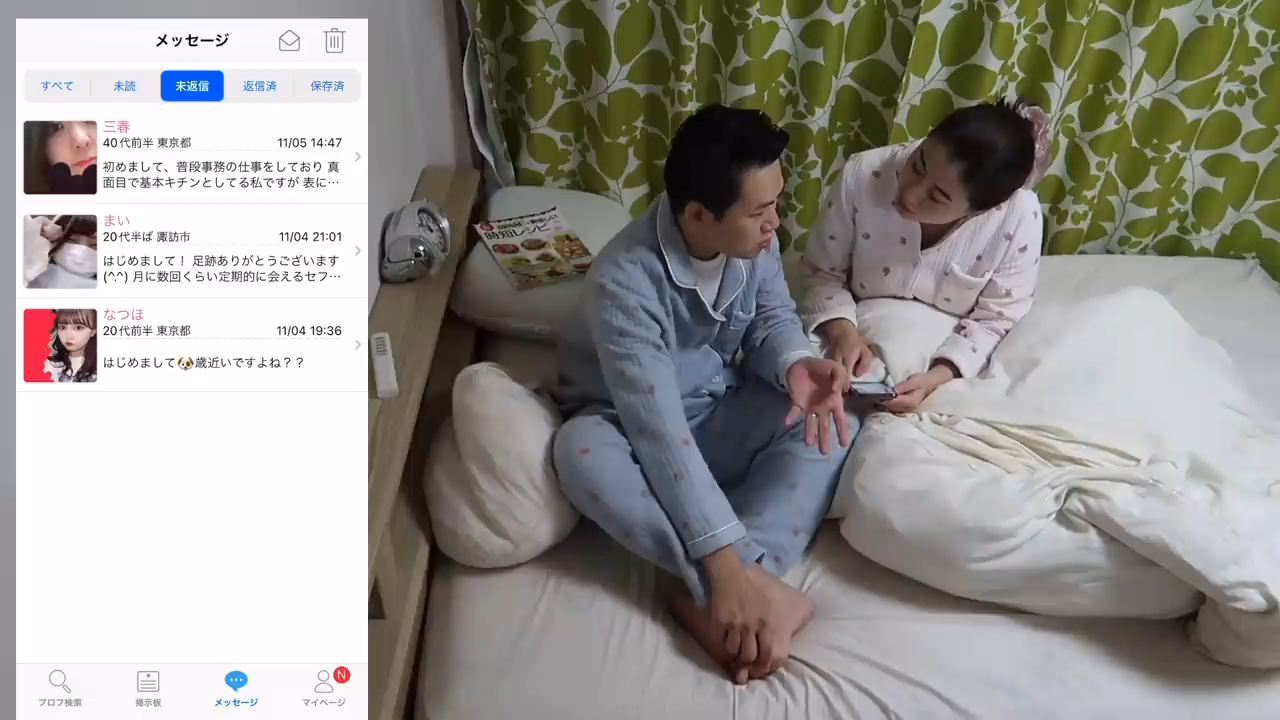 メッセージ
すべて
未読
未返信
返信済
保存済
三春
40代前半 東京都
11/05 14:47
初めまして、普段事務の仕事をしており 真
面目で基本キチンとしてる私ですが 表に…
まい
20代半ば 諏訪市
11/04 21:01
はじめまして！ 足跡ありがとうございます
(^.^) 月に数回くらい定期的に会えるセフ…
なつほ
20代前半 東京都
11/04 19:36
はじめまして🐶歳近いですよね？？
プロフ検索
掲示板
メッセージ
マイページ
N
時短レシピ